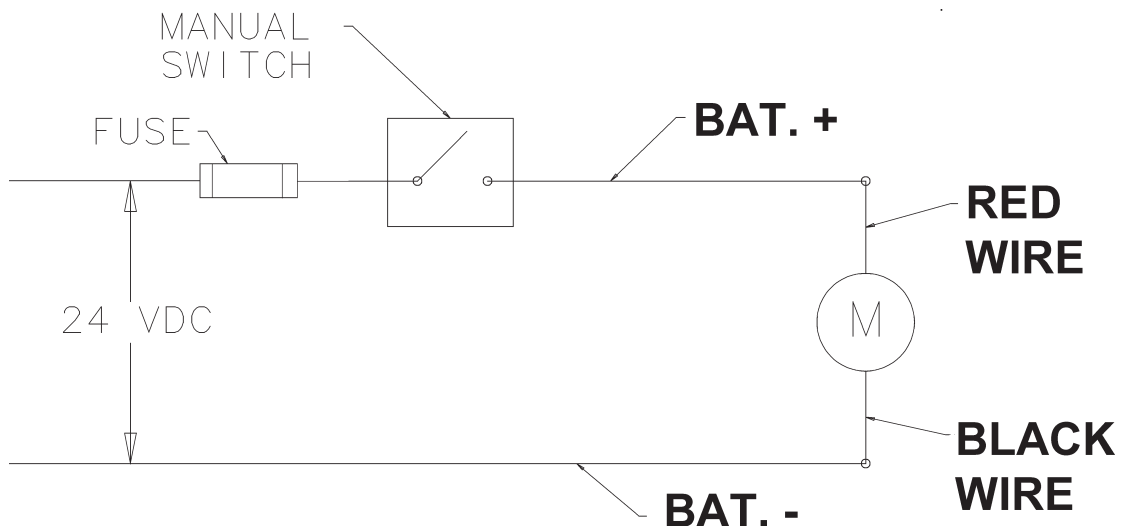 MANUAL
SWITCH
FUSE
BAT. +
RED
WIRE
24 VDC
M
BLACK
WIRE
BAT. -